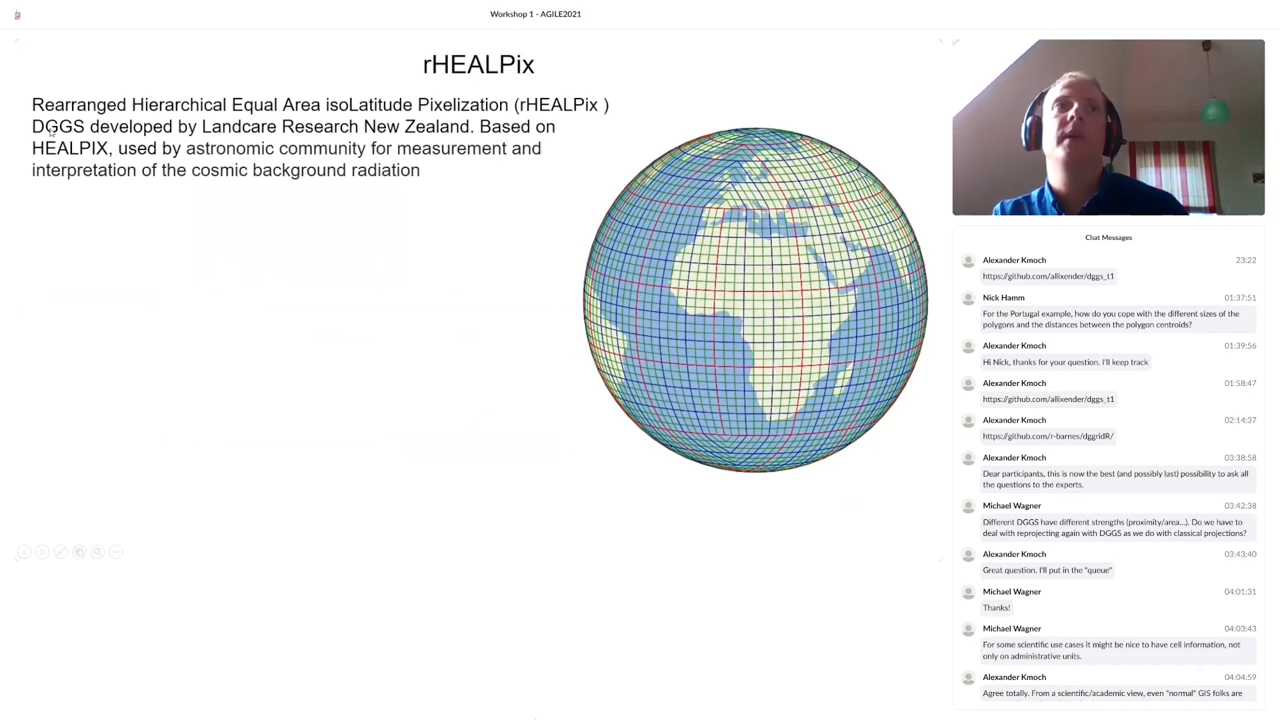 Workshop 1 - AGILE2021
rHEALPix
Rearranged Hierarchical Equal Area isoLatitude Pixelization (rHEALPix )
DGGS developed by Landcare Research New Zealand. Based on
HEALPIX, used by astronomic community for measurement and
interpretation of the cosmic background radiation
Chat Messages
Alexander Kmoch 23:22
https://github.com/allixender/dggs_t1
Nick Hamm 01:37:51
For the Portugal example, how do you cope with the different sizes of the
polygons and the distances between the polygon centroids?
Alexander Kmoch 01:39:56
Hi Nick, thanks for your question. I'll keep track
Alexander Kmoch 01:58:47
https://github.com/allixender/dggs_t1
Alexander Kmoch 02:14:37
https://github.com/r-barnes/dggridR/
Alexander Kmoch 03:38:58
Dear participants, this is now the best (and possibly last) possibility to ask all
the questions to the experts.
Michael Wagner 03:42:38
Different DGGS have different strengths (proximity/area...). Do we have to
deal with reprojecting again with DGGS as we do with classical projections?
Alexander Kmoch 03:43:40
Great question. I'll put in the "queue"
Michael Wagner 04:01:31
Thanks!
Michael Wagner 04:03:43
For some scientific use cases it might be nice to have cell information, not
only on administrative units.
Alexander Kmoch 04:04:59
Agree totally. From a scientific/academic view, even "normal" GIS folks are